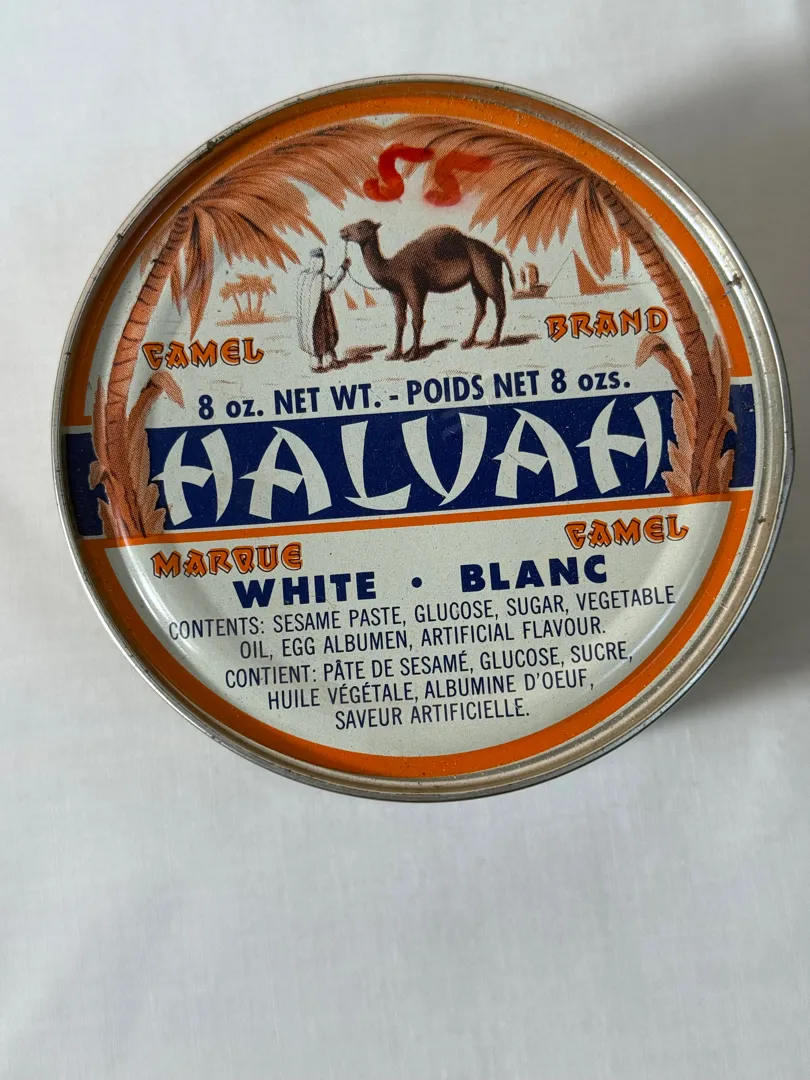 55
CAMEL BRAND
8 oz. NET WT. - POIDS NET 8 ozs.
HALVAH
MARQUE CAMEL
WHITE • BLANC
CONTENTS: SESAME PASTE, GLUCOSE, SUGAR, VEGETABLE
OIL, EGG ALBUMEN, ARTIFICIAL FLAVOUR.
CONTIENT: PÂTE DE SESAMÉ, GLUCOSE, SUCRE,
HUILE VÉGÉTALE, ALBUMINE D'OEUF,
SAVEUR ARTIFICIELLE.